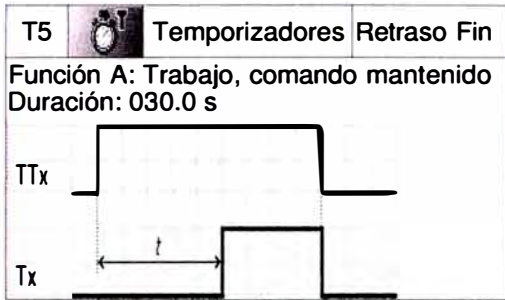 T5 Temporizadores Retraso Fin
Función A: Trabajo, comando mantenido
Duración: 030.0 s
TTx
t
Tx